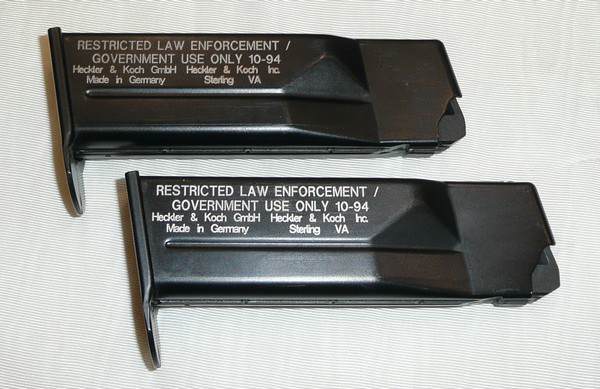 RESTRICTED LAW ENFORCEMENT /
GOVERNMENT USE ONLY 10-94
Heckler & Koch GmbH Heckler & Koch Inc.
Made in Germany Sterling VA
RESTRICTED LAW ENFORCEMENT /
GOVERNMENT USE ONLY 10-94
Heckler & Koch GmbH Heckler & Koch Inc.
Made in Germany Sterling VA